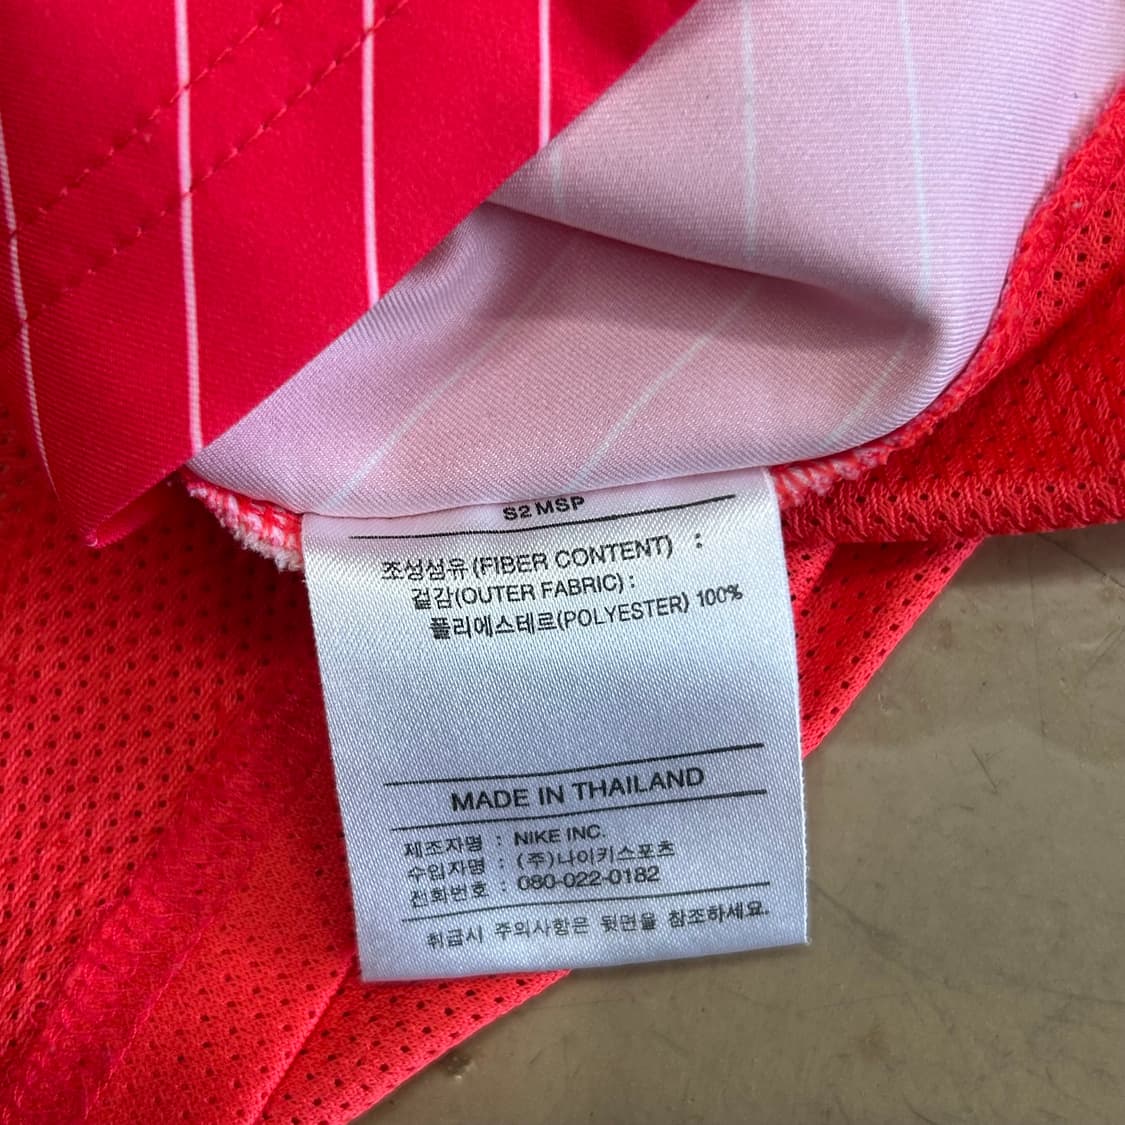 S2 MSP
조성섬유 (FIBER CONTENT) :
겉감(OUTER FABRIC) :
폴리에스테르(POLYESTER) 100%
MADE IN THAILAND
제조자명 : NIKE INC.
수입자명 : (주)나이키스포츠
전화번호 : 080-022-0182
취급시 주의사항은 뒷면을 참조하세요.